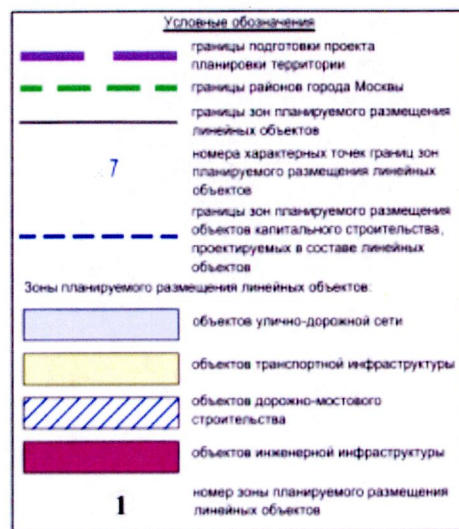 Условные обозначения
границы подготовки проекта
планировки территории
границы районов города Москвы
границы зон планируемого размещения
линейных объектов
7
номера характерных точек границ зон
планируемого размещения линейных
объектов
границы зон планируемого размещения
объектов капитального строительства,
проектируемых в составе линейных
объектов
Зоны планируемого размещения линейных объектов:
объектов улично-дорожной сети
объектов транспортной инфраструктуры
объектов дорожно-мостового
строительства
объектов инженерной инфраструктуры
1
номер зоны планируемого размещения
линейных объектов